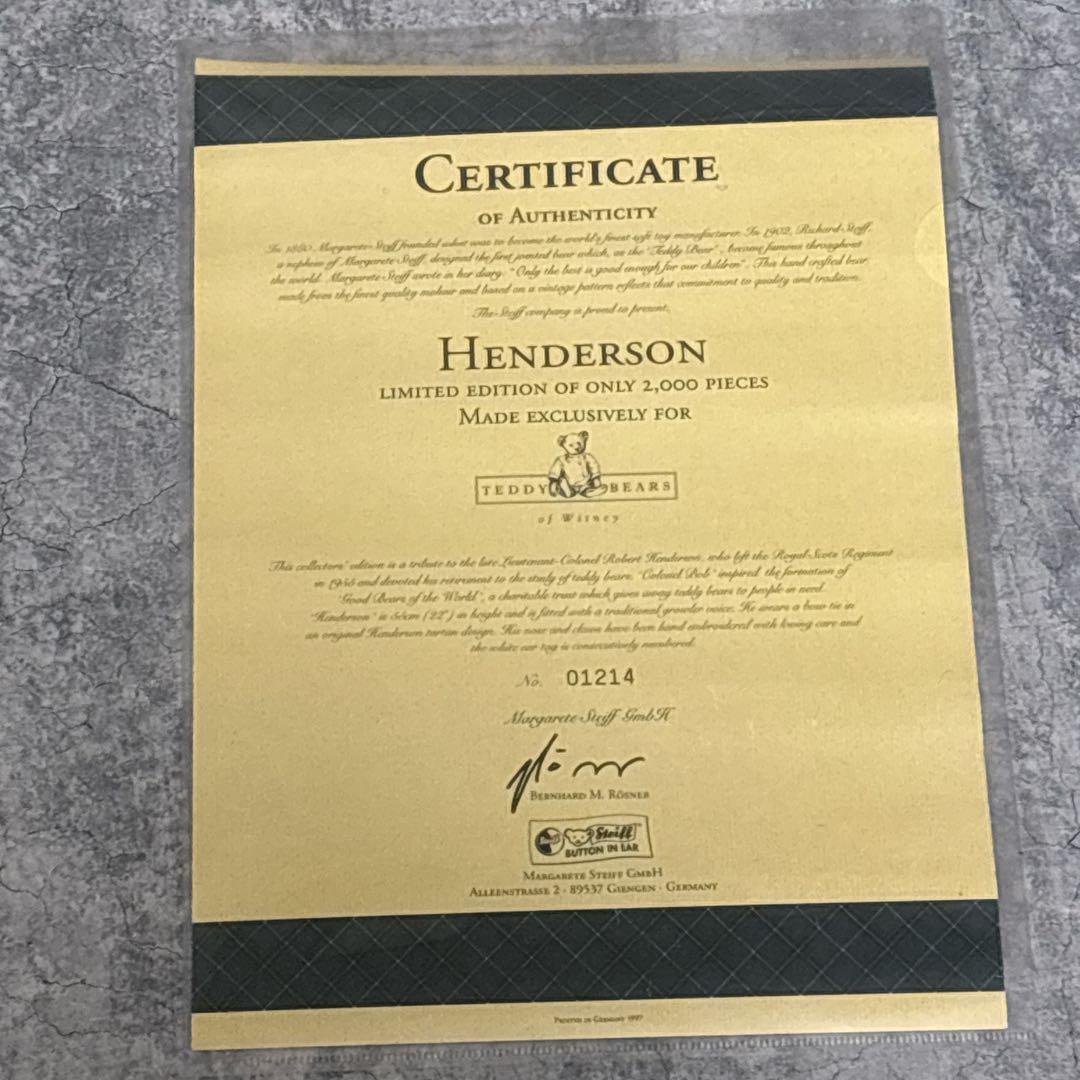 CERTIFICATE
OF AUTHENTICITY
In 1880, Margarete Steiff founded what was to become the world's finest soft toy manufacturer. In 1902, Richard Steiff,
a nephew of Margarete Steiff, designed the first jointed bear which, as the "Teddy Bear", became famous throughout
the world. Margarete Steiff wrote in her diary: "Only the best is good enough for our children". This hand crafted bear
made from the finest quality mohair and based on a vintage pattern reflects that commitment to quality and tradition.
The Steiff company is proud to present:
HENDERSON
LIMITED EDITION OF ONLY 2,000 PIECES
MADE EXCLUSIVELY FOR
TEDDY BEARS
of Witney
This collectors' edition is a tribute to the late Lieutenant-Colonel Robert Henderson, who left the Royal Scots Regiment
in and devoted his retirement to the study of teddy bears. "Colonel Bob" inspired the formation of
"Good Bears of the World", a charitable trust which gives away teddy bears to people in need.
"Henderson" is (22") in height and is fitted with a traditional growler voice. He wears a bow tie in
an original Henderson tartan design. His nose and claws have been hand embroidered with loving care and
the white ear tag is consecutively numbered.
No. 01214
Margarete Steiff GmbH
BERNHARD M. RÖSNER
Steiff
BUTTON IN EAR
MARGARETE STEIFF GMBH
ALLEENSTRASSE 2 · 89537 GIENGEN · GERMANY
PRINTED IN GERMANY 1997